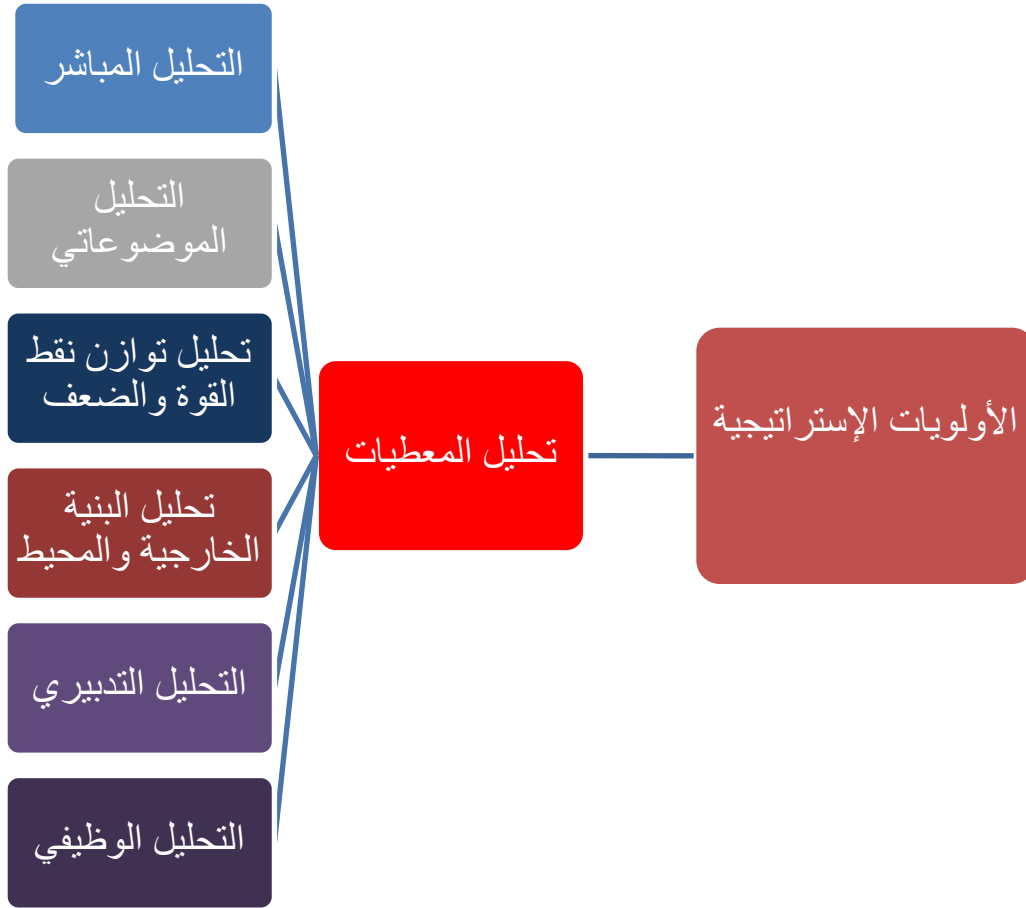 الأولويات الإستراتيجية
تحليل المعطيات
التحليل المباشر
التحليل
الموضوعاتي
تحليل توازن نقط
القوة والضعف
تحليل البنية
الخارجية والمحيط
التحليل التدبيري
التحليل الوظيفي